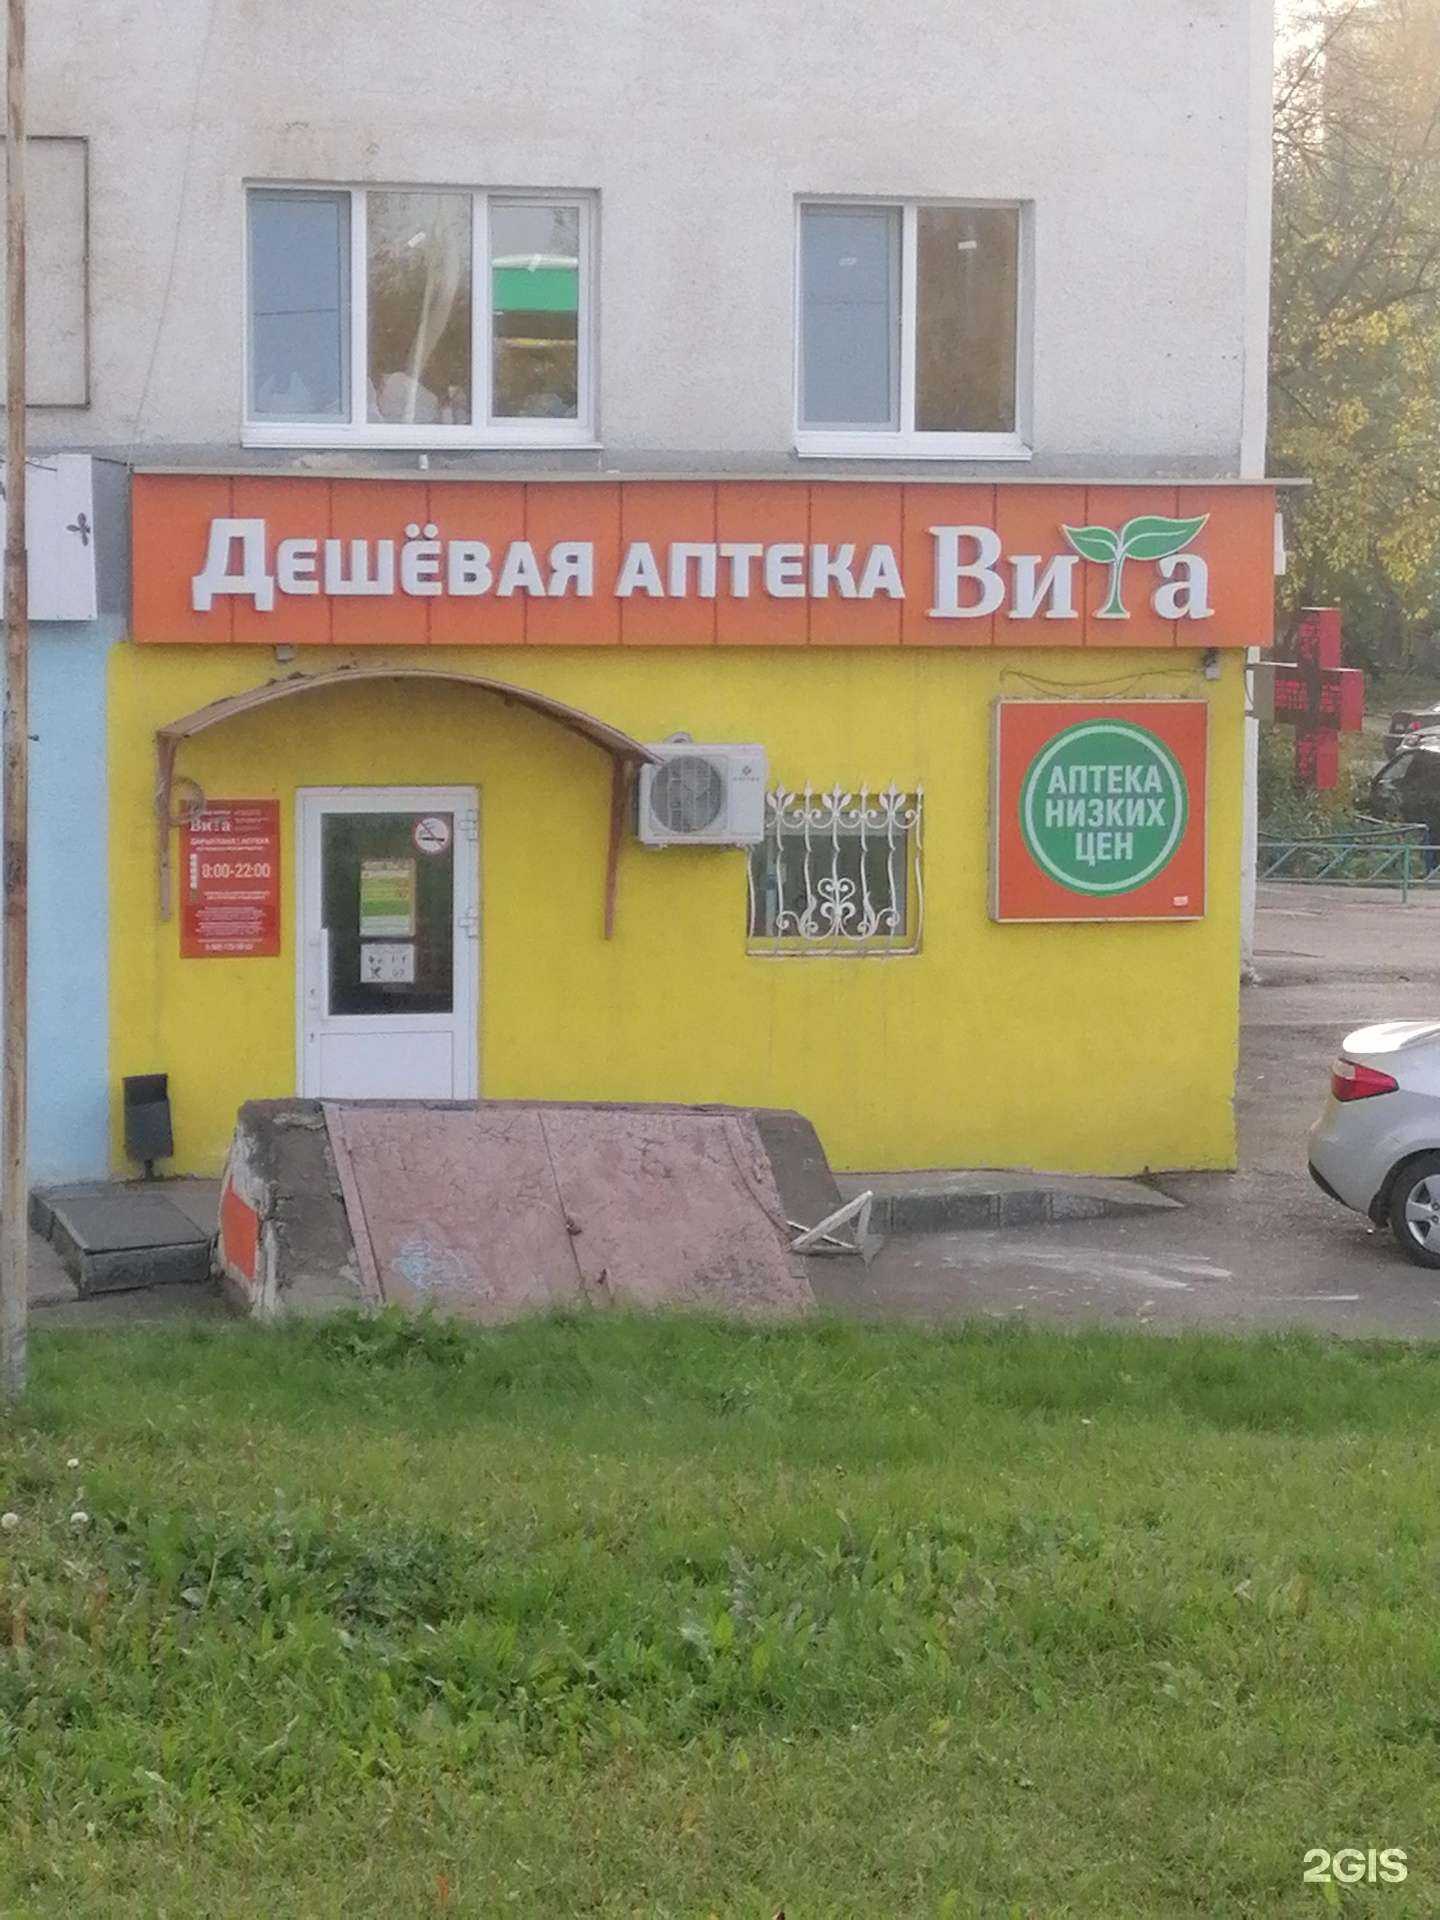 Дешёвая аптека Вита
АПТЕКА
НИЗКИХ
ЦЕН
Вита
8:00-22:00
2GIS